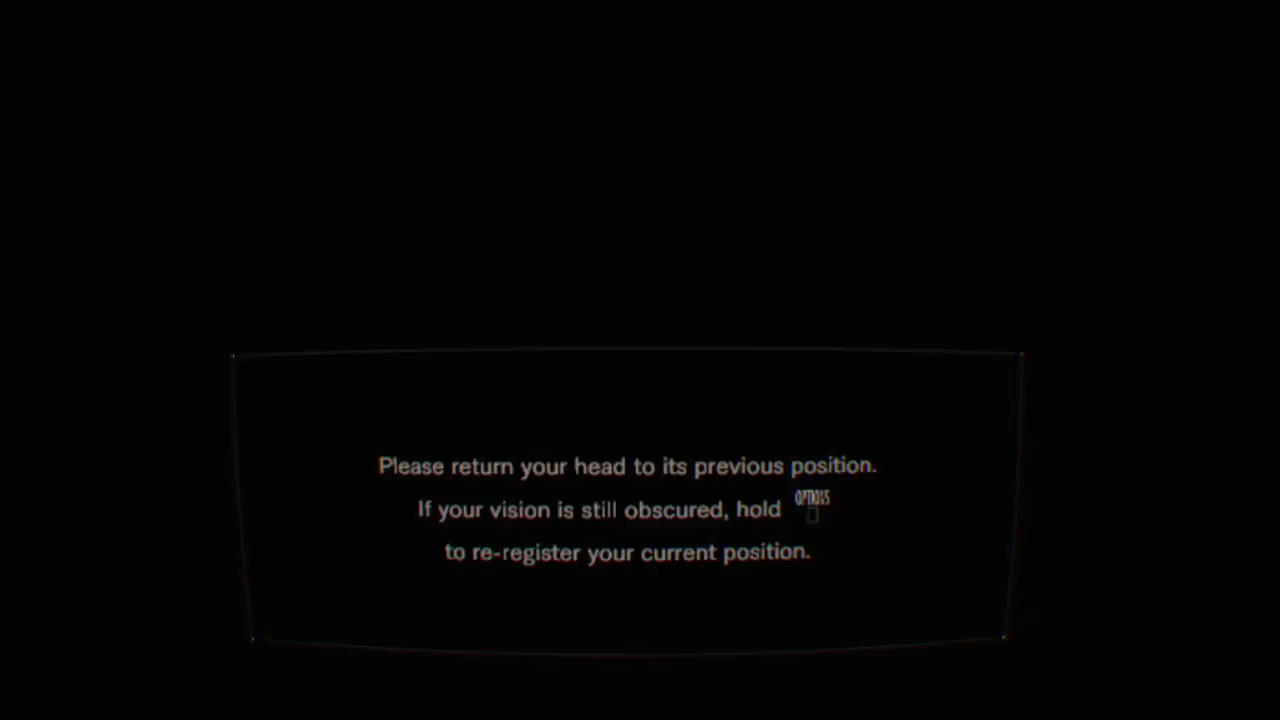 Please return your head to its previous position.
If your vision is still obscured, hold OPTIONS
to re-register your current position.